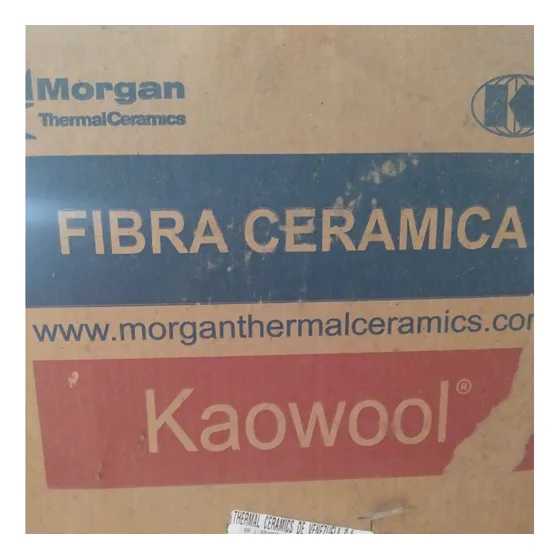 Morgan
ThermalCeramics
K
FIBRA CERAMICA
www.morganthermalceramics.com
Kaowool®
THERMAL CERAMICS DE VENEZUELA